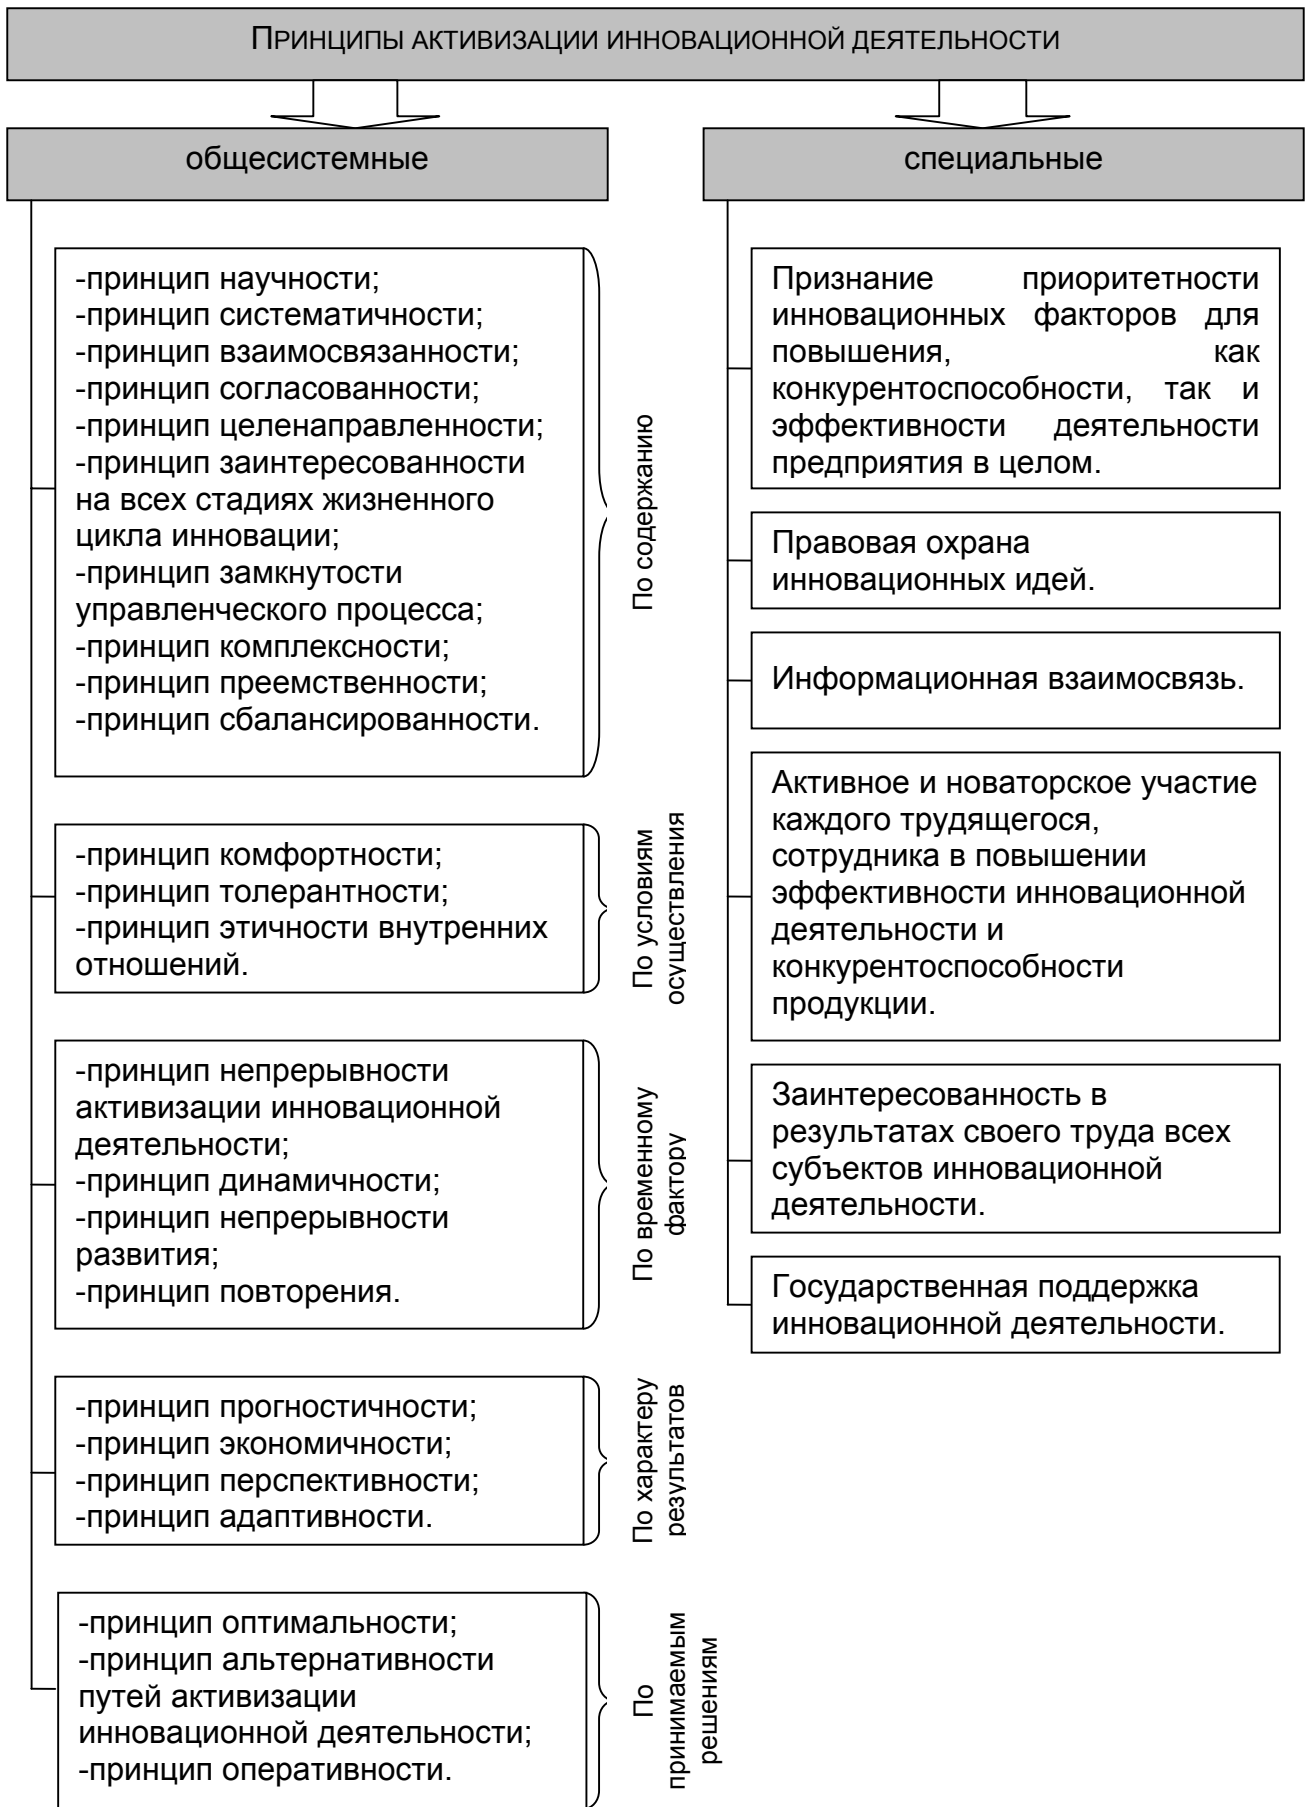 ПРИНЦИПЫ АКТИВИЗАЦИИ ИННОВАЦИОННОЙ ДЕЯТЕЛЬНОСТИ
общесистемные
-принцип научности;
-принцип систематичности;
-принцип взаимосвязанности;
-принцип согласованности;
-принцип целенаправленности;
-принцип заинтересованности
на всех стадиях жизненного
цикла инновации;
-принцип замкнутости
управленческого процесса;
-принцип комплексности;
-принцип преемственности;
-принцип сбалансированности.
По содержанию
-принцип комфортности;
-принцип толерантности;
-принцип этичности внутренних
отношений.
По условиям
осуществления
-принцип непрерывности
активизации инновационной
деятельности;
-принцип динамичности;
-принцип непрерывности
развития;
-принцип повторения.
По временному
фактору
-принцип прогностичности;
-принцип экономичности;
-принцип перспективности;
-принцип адаптивности.
По характеру
результатов
-принцип оптимальности;
-принцип альтернативности
путей активизации
инновационной деятельности;
-принцип оперативности.
По
принимаемым
решениям
специальные
Признание приоритетности
инновационных факторов для
повышения, как
конкурентоспособности, так и
эффективности деятельности
предприятия в целом.
Правовая охрана
инновационных идей.
Информационная взаимосвязь.
Активное и новаторское участие
каждого трудящегося,
сотрудника в повышении
эффективности инновационной
деятельности и
конкурентоспособности
продукции.
Заинтересованность в
результатах своего труда всех
субъектов инновационной
деятельности.
Государственная поддержка
инновационной деятельности.